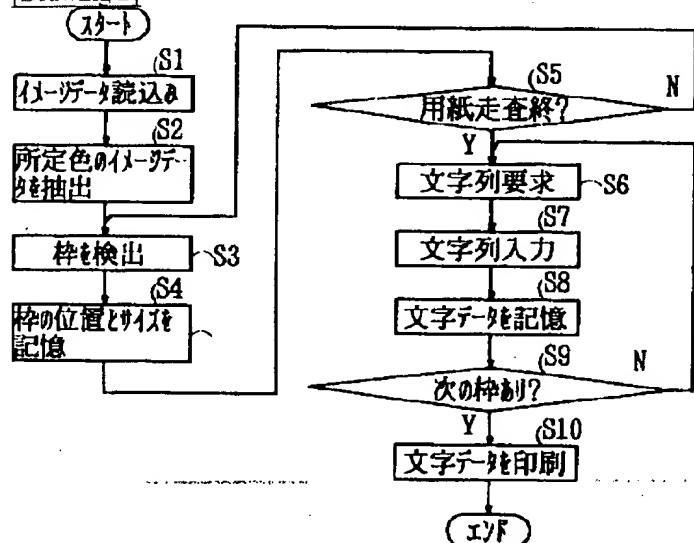 スタート
S1
イメージデータ読込み
S2
所定色のイメージデー
タを抽出
枠を検出
S3
S4
枠の位置とサイズを
記憶
S5
用紙走査終?
N
Y
文字列要求
S6
S7
文字列入力
S8
文字データを記憶
S9
次の枠あり?
N
Y
S10
文字データを印刷
エンド